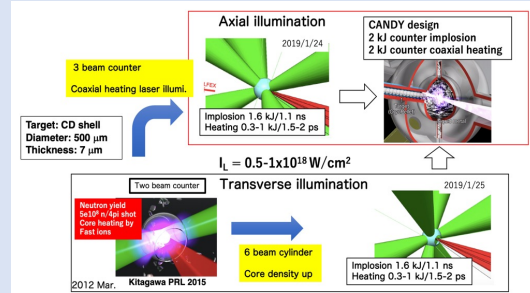 Axial illumination
2019/1/24
CANDY design
2 kJ counter implosion
2 kJ counter coaxial heating
3 beam counter
Coaxial heating laser illumi.
LFEX
Implosion 1.6 kJ/1.1 ns
Heating 0.3-1 kJ/1.5-2 ps
Target: CD shell
Diameter: 500 μm
Thickness: 7 μm
I_L = 0.5-1x10^18 W/cm^2
Two beam counter
Transverse illumination
2019/1/25
Neutron yield
5e^8 n/4pi shot
Core heating by
Fast ions
6 beam cylinder
Core density up
Implosion 1.6 kJ/1.1 ns
Heating 0.3-1 kJ/1.5-2 ps
2012 Mar.
Kitagawa PRL 2015